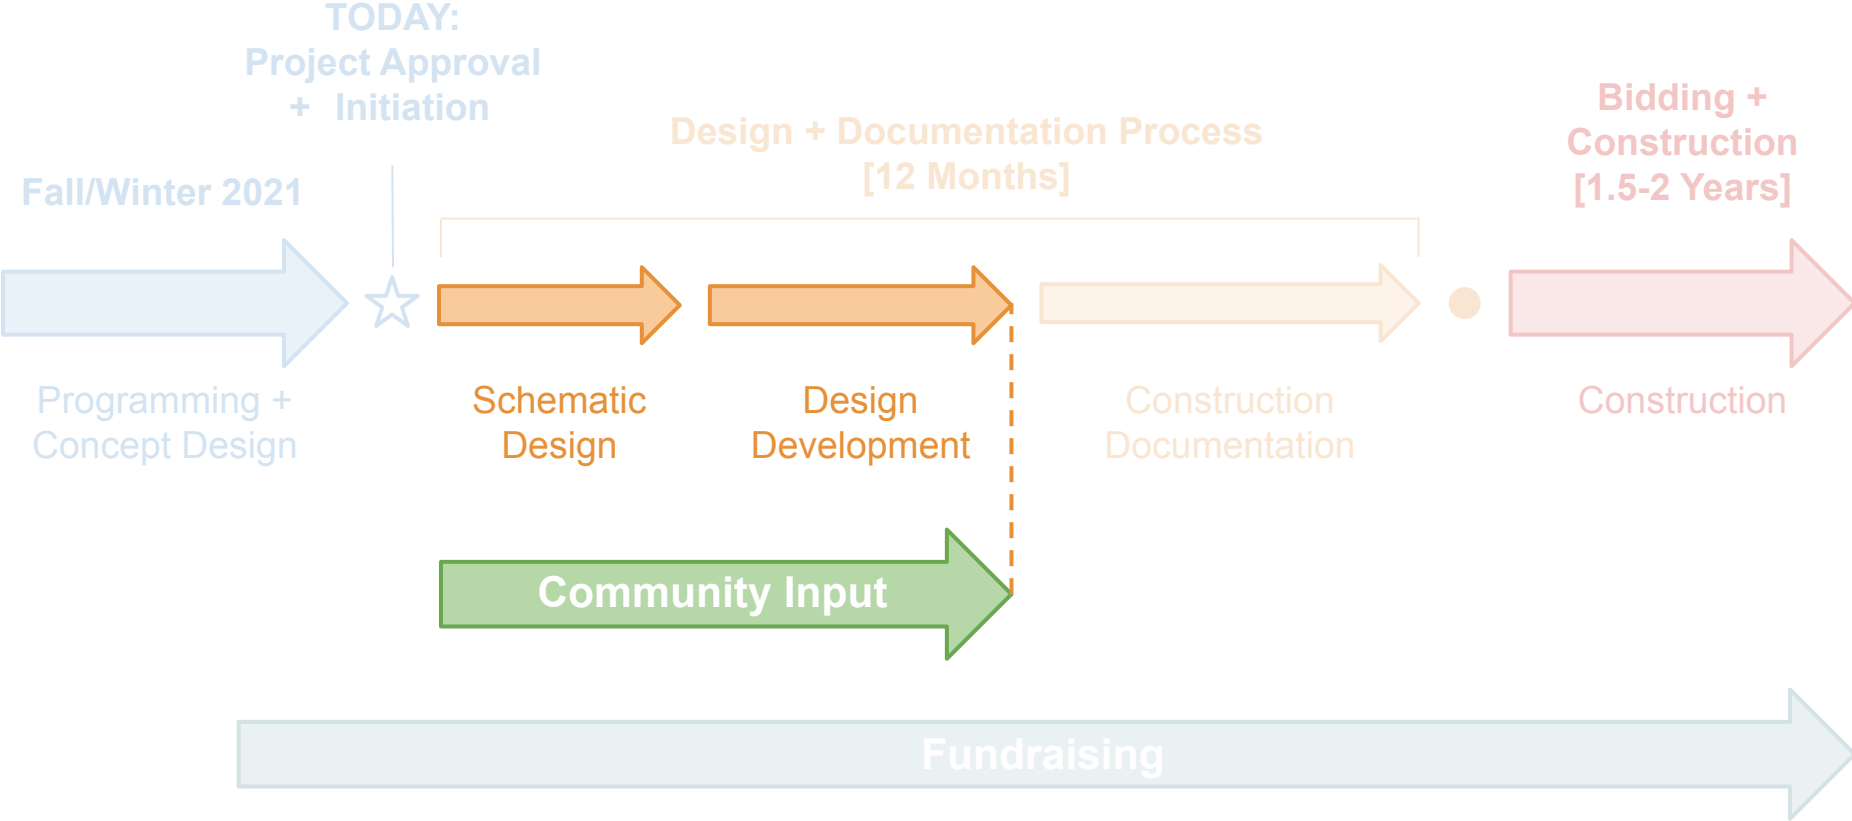 TODAY:
Project Approval
+ Initiation
Fall/Winter 2021
Design + Documentation Process
[12 Months]
Bidding +
Construction
[1.5-2 Years]
Programming +
Concept Design
Schematic
Design
Design
Development
Construction
Documentation
Construction
Community Input
Fundraising